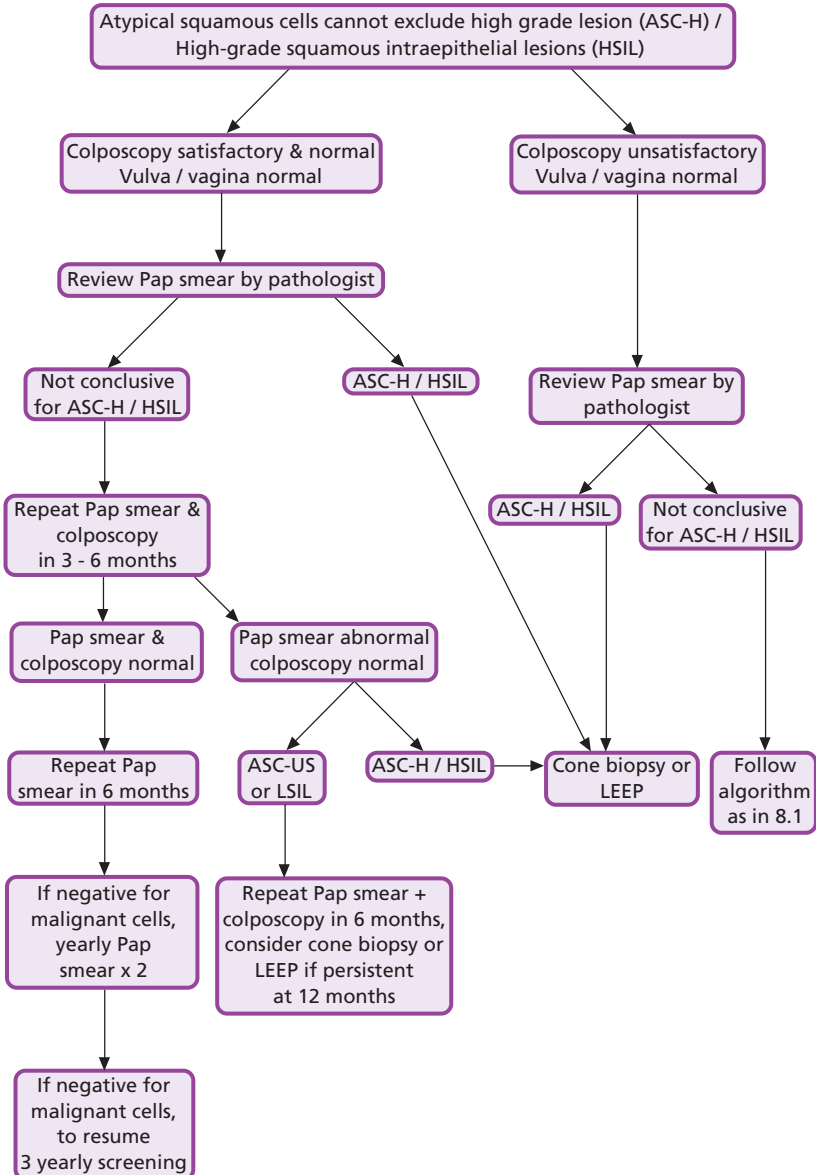 Atypical squamous cells cannot exclude high grade lesion (ASC-H) /
High-grade squamous intraepithelial lesions (HSIL)
Colposcopy satisfactory & normal
Vulva / vagina normal
Colposcopy unsatisfactory
Vulva / vagina normal
Review Pap smear by pathologist
Not conclusive
for ASC-H / HSIL
ASC-H / HSIL
Review Pap smear by
pathologist
ASC-H / HSIL
Not conclusive
for ASC-H / HSIL
Repeat Pap smear &
colposcopy
in 3 - 6 months
Pap smear &
colposcopy normal
Pap smear abnormal
colposcopy normal
Repeat Pap
smear in 6 months
ASC-US
or LSIL
ASC-H / HSIL
Cone biopsy or
LEEP
Follow
algorithm
as in 8.1
If negative for
malignant cells,
yearly Pap
smear x 2
Repeat Pap smear +
colposcopy in 6 months,
consider cone biopsy or
LEEP if persistent
at 12 months
If negative for
malignant cells,
to resume
3 yearly screening